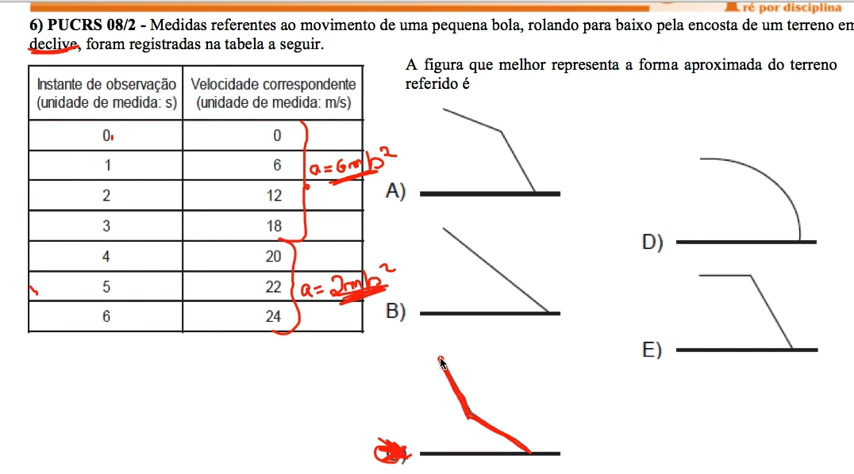 ré por disciplina
6) PUCRS 08/2 - Medidas referentes ao movimento de uma pequena bola, rolando para baixo pela encosta de um terreno em
declive, foram registradas na tabela a seguir.
A figura que melhor representa a forma aproximada do terreno
referido é
Instante de observação Velocidade correspondente
(unidade de medida: s) (unidade de medida: m/s)
0 0
1 6
2 12
3 18
4 20
5 22
6 24
a = 6m/s²
a = 2m/s²
A)
B)
D)
E)